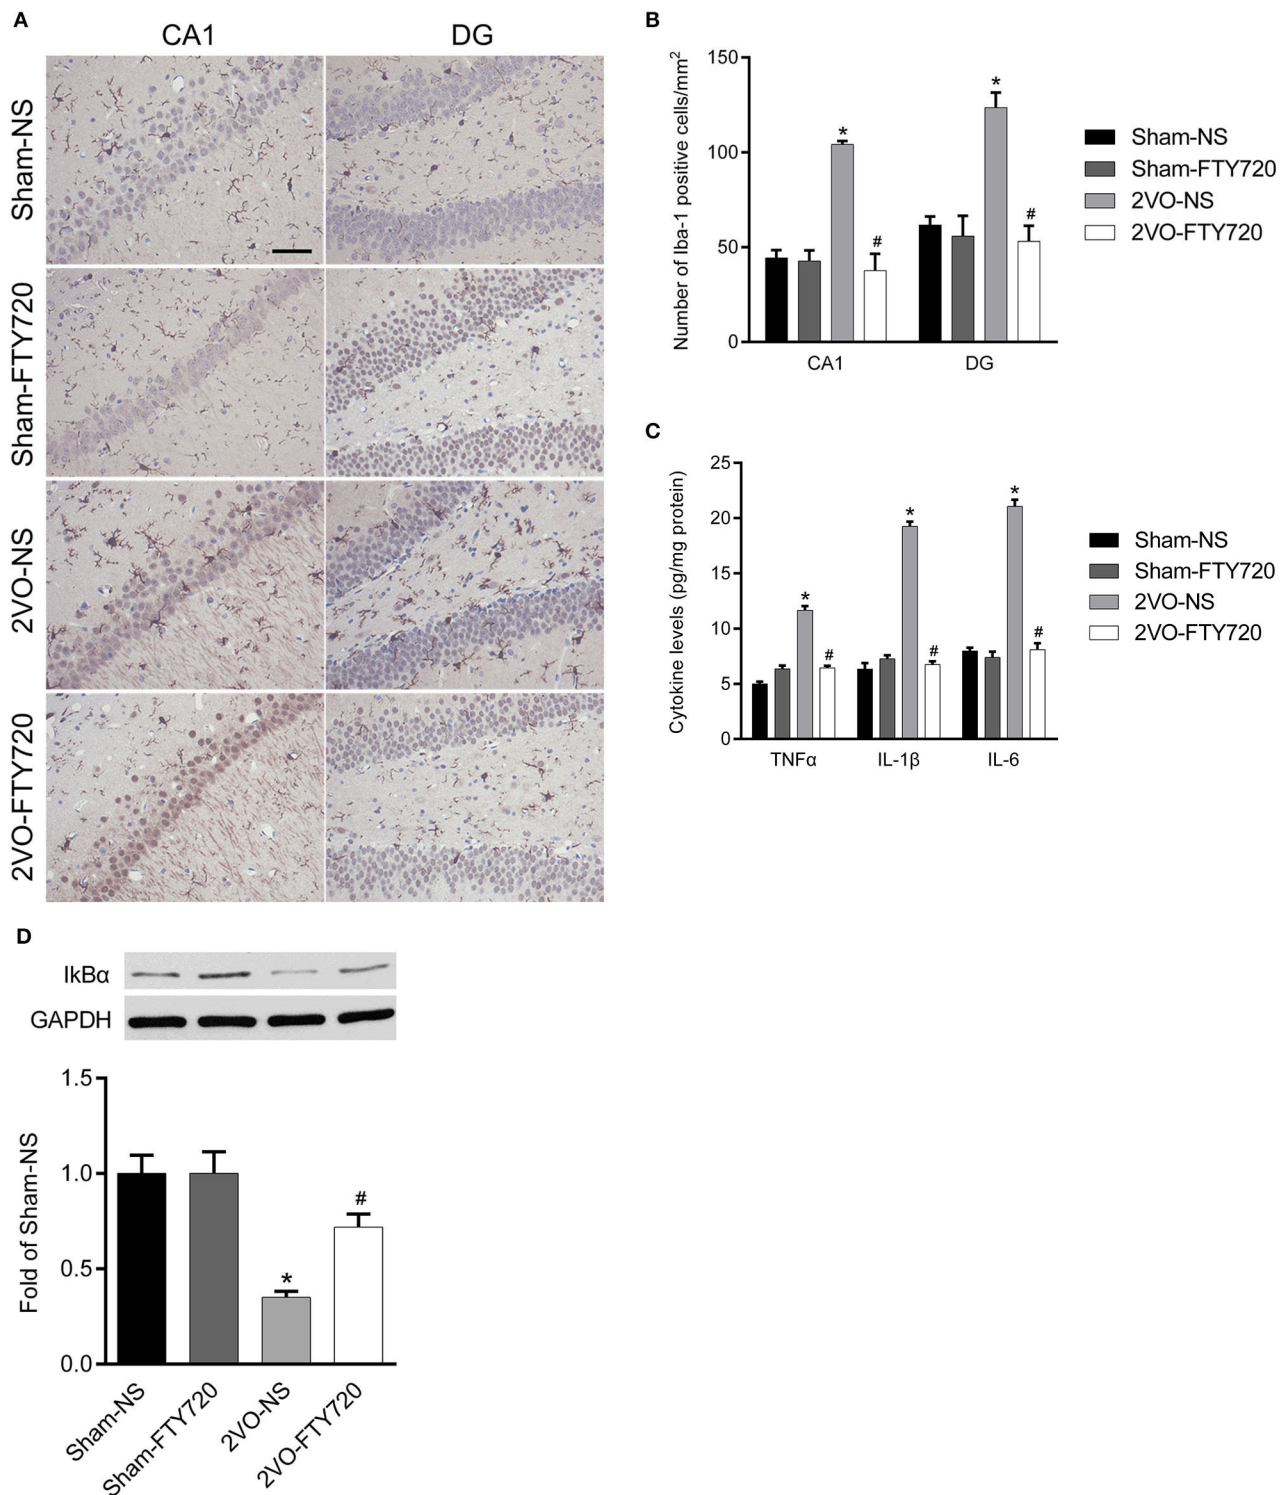 A
CA1
DG
Sham-NS
Sham-FTY720
2VO-NS
2VO-FTY720
B
Number of Iba-1 positive cells/mm²
150
100
50
0
*
#
*
#
CA1
DG
Sham-NS
Sham-FTY720
2VO-NS
2VO-FTY720
C
Cytokine levels (pg/mg protein)
25
20
15
10
5
0
*
#
*
#
*
#
TNFα
IL-1β
IL-6
Sham-NS
Sham-FTY720
2VO-NS
2VO-FTY720
D
IkBα
GAPDH
Fold of Sham-NS
1.5
1.0
0.5
0.0
*
#
Sham-NS
Sham-FTY720
2VO-NS
2VO-FTY720